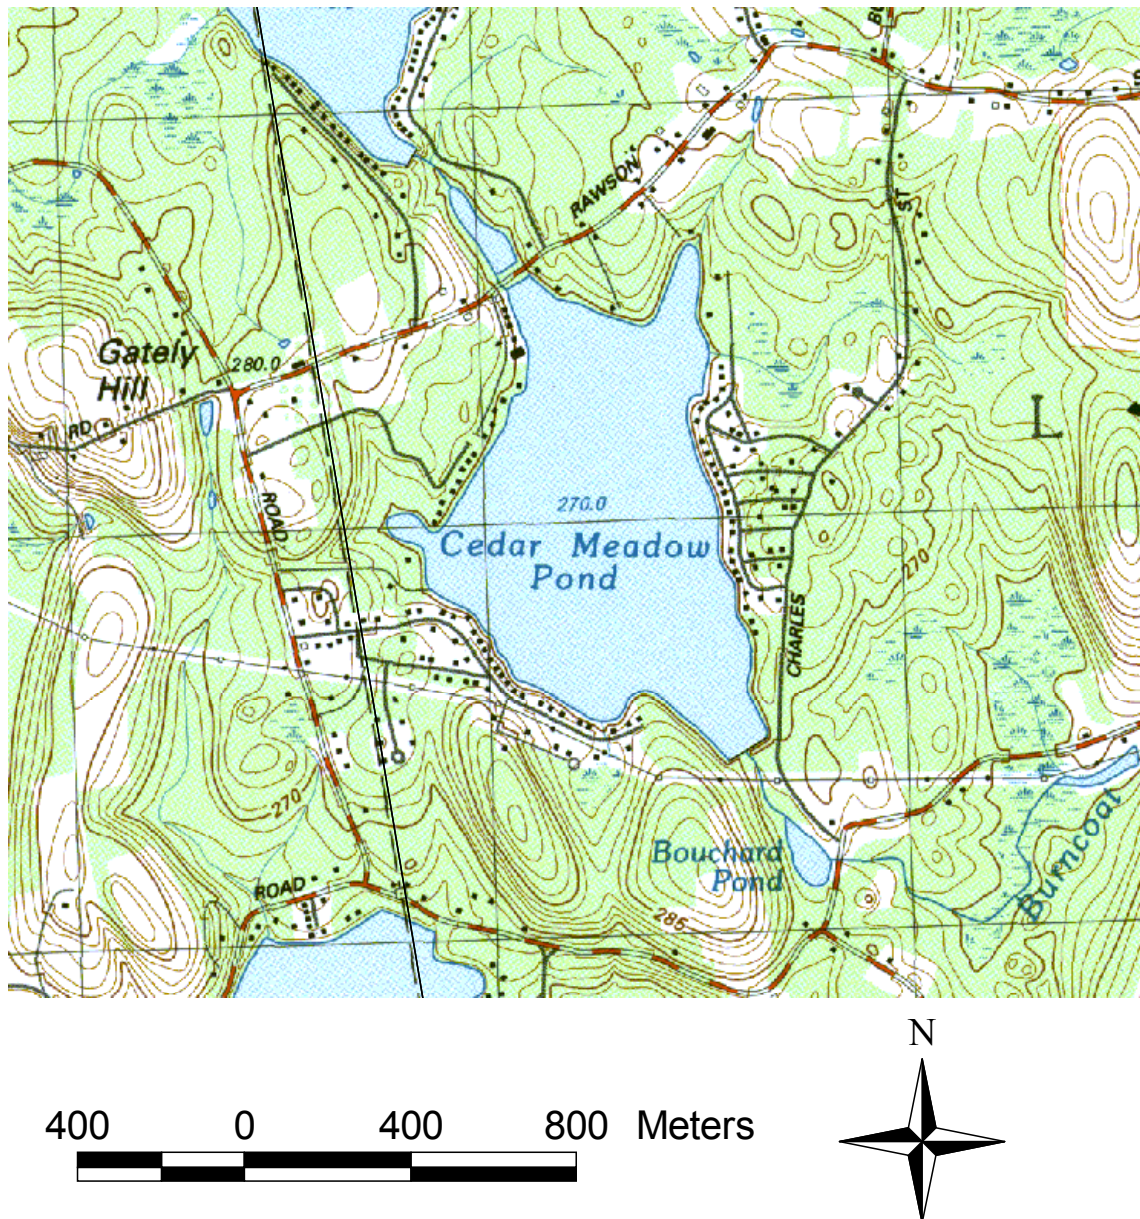 RAWSON
ST
Gately
Hill
280.0
RD
L
ROAD
270.0
Cedar Meadow
Pond
270
CHARLES
270
Bouchard
Pond
Burncoat
ROAD
285
N
400 0 400 800 Meters